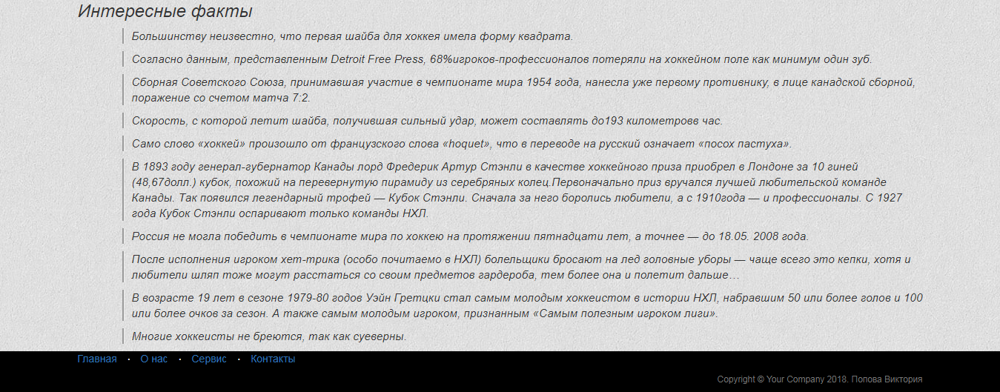 Интересные факты
Большинству неизвестно, что первая шайба для хоккея имела форму квадрата.
Согласно данным, представленным Detroit Free Press, 68%игроков-профессионалов потеряли на хоккейном поле как минимум один зуб.
Сборная Советского Союза, принимавшая участие в чемпионате мира 1954 года, нанесла уже первому противнику, в лице канадской сборной,
поражение со счетом матча 7:2.
Скорость, с которой летит шайба, получившая сильный удар, может составлять до193 километровв час.
Само слово «хоккей» произошло от французского слова «hoquet», что в переводе на русский означает «посох пастуха».
В 1893 году генерал-губернатор Канады лорд Фредерик Артур Стэнли в качестве хоккейного приза приобрел в Лондоне за 10 гиней
(48,67долл.) кубок, похожий на перевернутую пирамиду из серебряных колец.Первоначально приз вручался лучшей любительской команде
Канады. Так появился легендарный трофей — Кубок Стэнли. Сначала за него боролись любители, а с 1910года — и профессионалы. С 1927
года Кубок Стэнли оспаривают только команды НХЛ.
Россия не могла победить в чемпионате мира по хоккею на протяжении пятнадцати лет, а точнее — до 18.05. 2008 года.
После исполнения игроком хет-трика (особо почитаемо в НХЛ) болельщики бросают на лед головные уборы — чаще всего это кепки, хотя и
любители шляп тоже могут расстаться со своим предметов гардероба, тем более она и полетит дальше…
В возрасте 19 лет в сезоне 1979-80 годов Уэйн Гретцки стал самым молодым хоккеистом в истории НХЛ, набравшим 50 или более голов и 100
или более очков за сезон. А также самым молодым игроком, признанным «Самым полезным игроком лиги».
Многие хоккеисты не бреются, так как суеверны.
Главная · О нас · Сервис · Контакты
Copyright © Your Company 2018. Попова Виктория